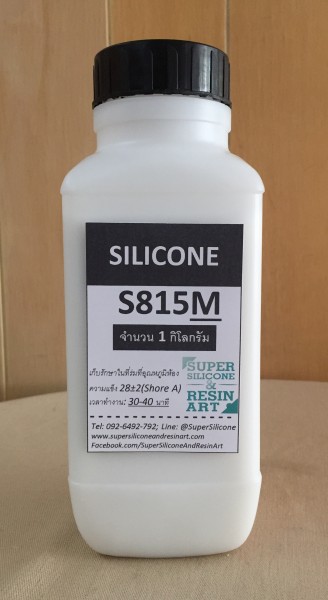 SILICONE
S815M
จำนวน 1 กิโลกรัม
เก็บรักษาในที่ร่มที่อุณหภูมิห้อง
ความแข็ง 28±2(Shore A)
เวลาทำงาน: 30-40 นาที
SUPER
SILICONE
&
RESIN
ART
Tel: 092-6492-792; Line: @SuperSilicone
www.supersiliconeandresinart.com
Facebook.com/SuperSiliconeAndResinArt